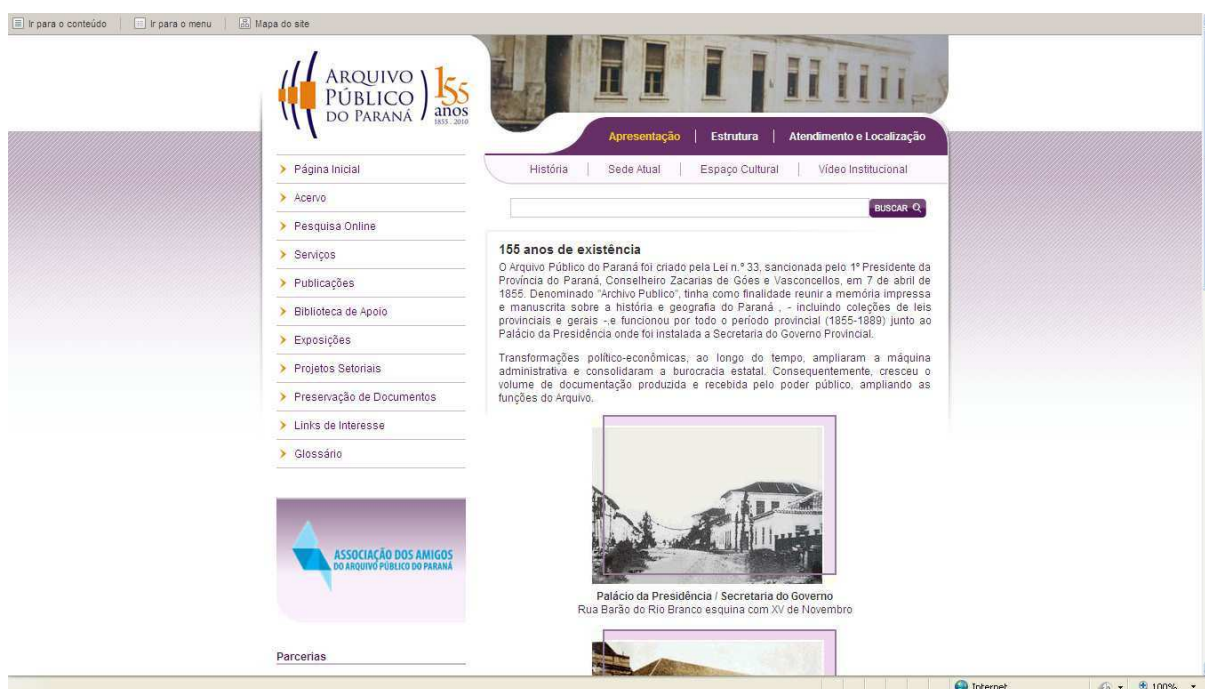 Ir para o conteúdo
Ir para o menu
Mapa do site
ARQUIVO
PÚBLICO
DO PARANÁ
155
anos
1855 . 2010
Apresentação
Estrutura
Atendimento e Localização
História
Sede Atual
Espaço Cultural
Vídeo Institucional
BUSCAR
Página Inicial
Acervo
Pesquisa Online
Serviços
Publicações
Biblioteca de Apoio
Exposições
Projetos Setoriais
Preservação de Documentos
Links de Interesse
Glossário
ASSOCIAÇÃO DOS AMIGOS
DO ARQUIVO PÚBLICO DO PARANÁ
Parcerias
155 anos de existência
O Arquivo Público do Paraná foi criado pela Lei n.º 33, sancionada pelo 1º Presidente da
Província do Paraná, Conselheiro Zacarias de Góes e Vasconcellos, em 7 de abril de
1855. Denominado "Archivo Publico", tinha como finalidade reunir a memória impressa
e manuscrita sobre a história e geografia do Paraná , - incluindo coleções de leis
provinciais e gerais -,e funcionou por todo o período provincial (1855-1889) junto ao
Palácio da Presidência onde foi instalada a Secretaria do Governo Provincial.
Transformações político-econômicas, ao longo do tempo, ampliaram a máquina
administrativa e consolidaram a burocracia estatal. Consequentemente, cresceu o
volume de documentação produzida e recebida pelo poder público, ampliando as
funções do Arquivo.
Palácio da Presidência / Secretaria do Governo
Rua Barão do Rio Branco esquina com XV de Novembro
Internet
100%